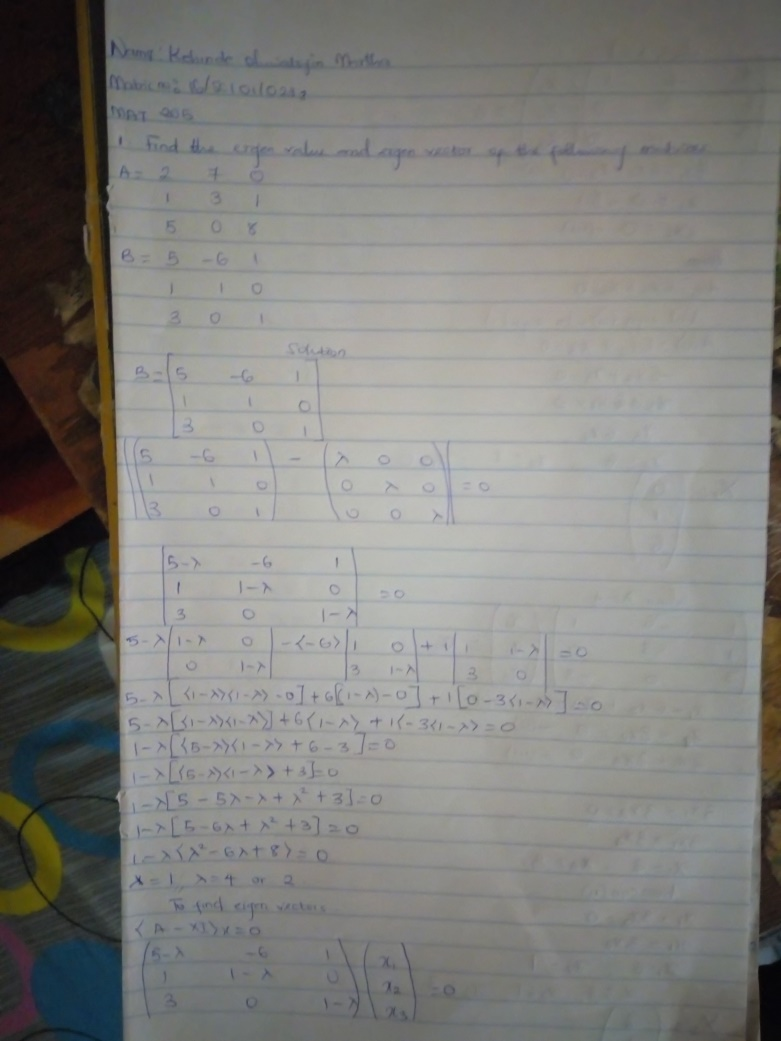 Name: Martha
Matric no:
MAT 205
1. Find the eigen value and eigen vector of the following matrices
A = 2 7 0
1 3 1
5 0 8
B = 5 -6 1
1 1 0
3 0 1
Solution
B = [5 -6 1
1 1 0
3 0 1]
|(5 -6 1) - (λ 0 0)| = 0
1 1 0 0 λ 0
3 0 1 0 0 λ
|5-λ -6 1|
1 1-λ 0 = 0
3 0 1-λ
5-λ |1-λ 0| - (-6) |1 0| + 1 |1 1-λ| = 0
0 1-λ 3 1-λ 3 0
5-λ [(1-λ)(1-λ) - 0] + 6[(1-λ) - 0] + 1[0 - 3(1-λ)] = 0
5-λ [(1-λ)(1-λ)] + 6(1-λ) + 1(-3(1-λ) = 0
1-λ [(5-λ)(1-λ) + 6 - 3] = 0
1-λ [(5-λ)(1-λ) + 3] = 0
1-λ [5 - 5λ - λ + λ² + 3] = 0
1-λ [5 - 6λ + λ² + 3] = 0
1-λ (λ² - 6λ + 8) = 0
λ = 1, λ = 4 or 2
To find eigen vectors
(A - λI) x = 0
(5-λ -6 1) (x₁)
1 1-λ 0 x₂ = 0
3 0 1-λ x₃